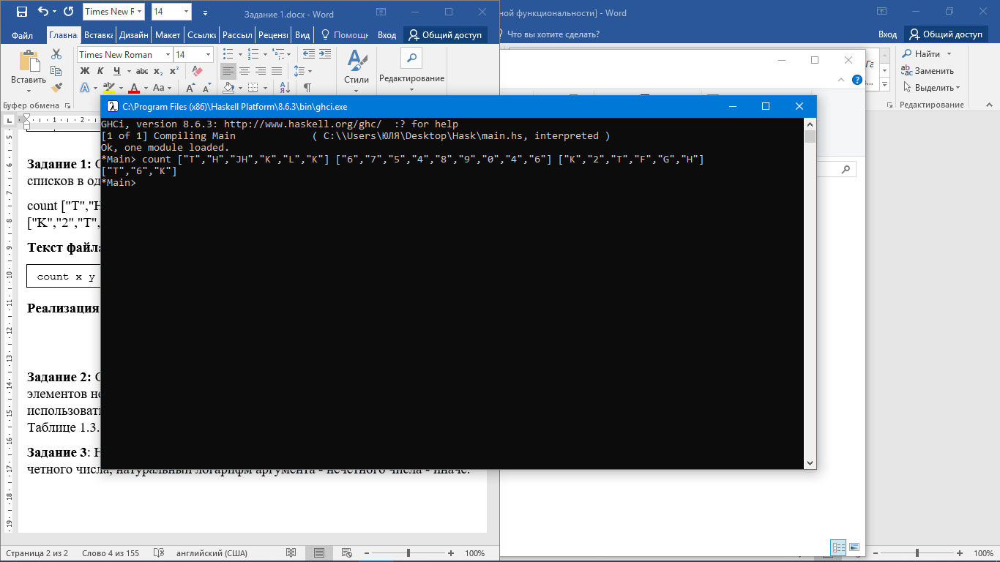 Times New R
14
Задание 1.docx - Word
ной функциональности] - Word
Файл
Главна
Вставка
Дизайн
Макет
Ссылки
Рассыл
Рецензи
Вид
Помощн
Вход
Общий доступ
Что вы хотите сделать?
Вход
Общий доступ
Вставить
Буфер обмена
Times New Roman
14
Ж К Ч abc x₂ x²
Aa
Стили
Редактирование
Найти
Заменить
Выделить
Редактирование
C:\Program Files (x86)\Haskell Platform\8.6.3\bin\ghci.exe
GHCi, version 8.6.3: http://www.haskell.org/ghc/  :? for help
[1 of 1] Compiling Main             ( C:\\Users\ЮЛЯ\Desktop\Hask\main.hs, interpreted )
Ok, one module loaded.
*Main> count ["T","H","JH","K","L","K"] ["6","7","5","4","8","9","0","4","6"] ["K","2","T","F","G","H"]
["T","6","K"]
*Main>
Задание 1:
списков в од
count ["T","H
["K","2","T",
Текст файла
count x y
Реализация
Задание 2:
элементов не
использовать
Таблице 1.3.
Задание 3: Н
четного числа, натуральный логарифм аргумента - нечетного числа - иначе.
Страница 2 из 2
Слово 4 из 155
английский (США)
100%
100%